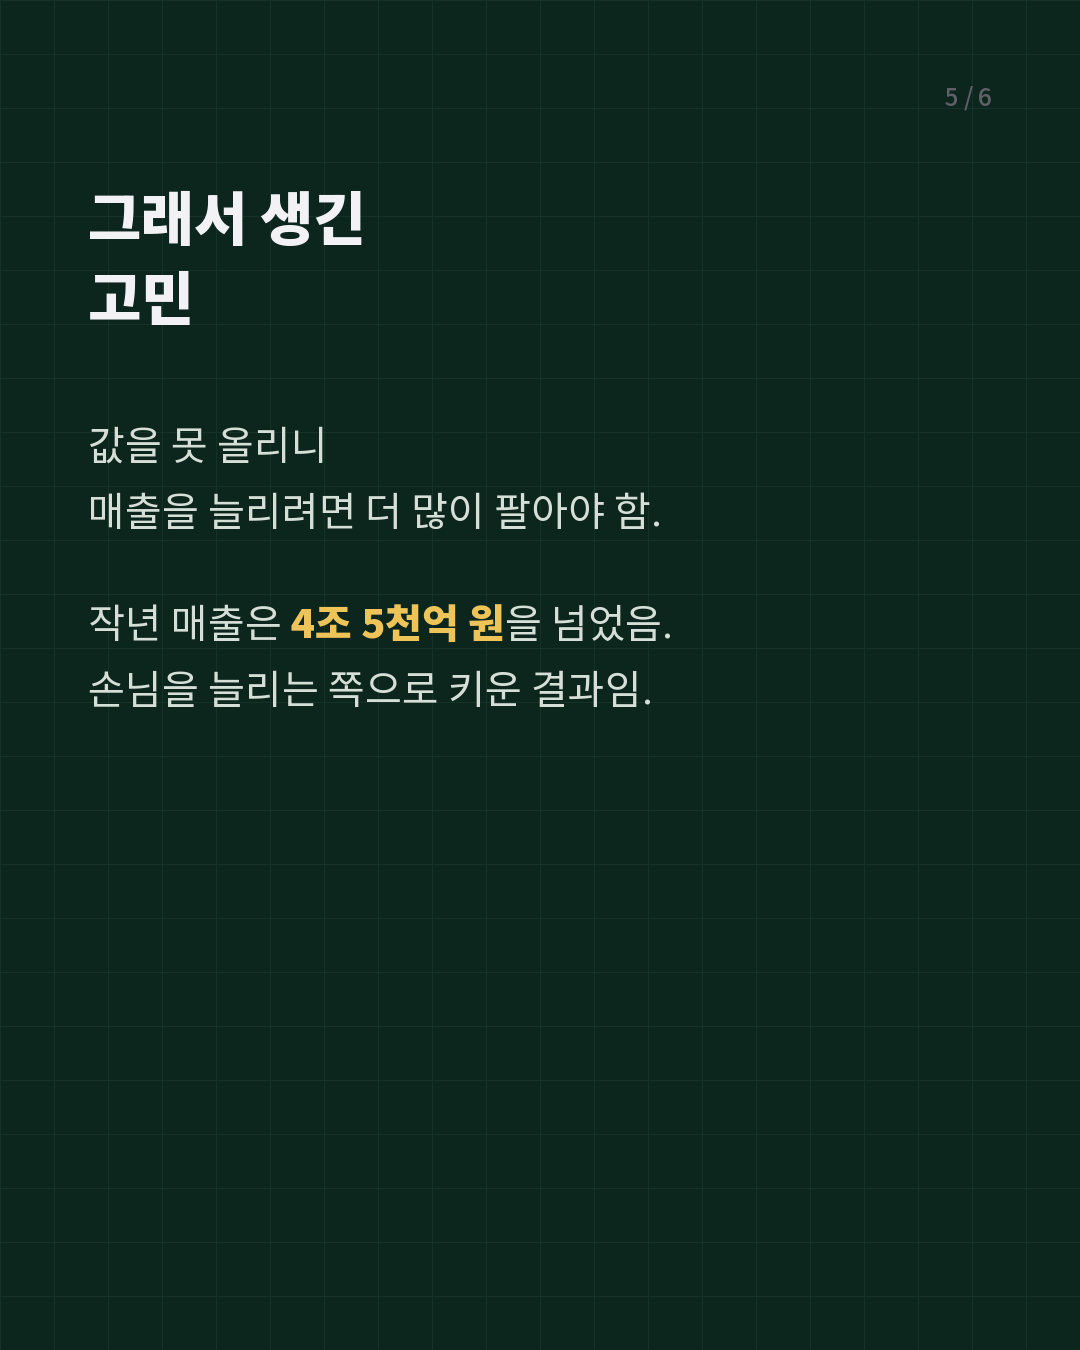 5 / 6
그래서 생긴
고민
값을 못 올리니
매출을 늘리려면 더 많이 팔아야 함.
작년 매출은 4조 5천억 원을 넘었음.
손님을 늘리는 쪽으로 키운 결과임.